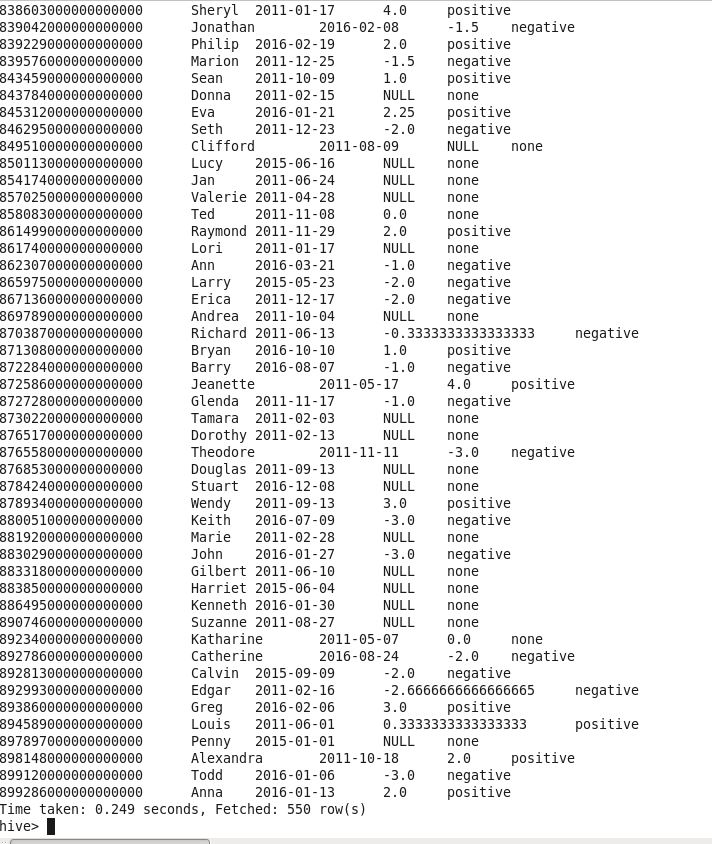 838603000000000000 Sheryl 2011-01-17 4.0 positive
839042000000000000 Jonathan 2016-02-08 -1.5 negative
839229000000000000 Philip 2016-02-19 2.0 positive
839576000000000000 Marion 2011-12-25 -1.5 negative
843459000000000000 Sean 2011-10-09 1.0 positive
843784000000000000 Donna 2011-02-15 NULL none
845312000000000000 Eva 2016-01-21 2.25 positive
846295000000000000 Seth 2011-12-23 -2.0 negative
849510000000000000 Clifford 2011-08-09 NULL none
850113000000000000 Lucy 2015-06-16 NULL none
854174000000000000 Jan 2011-06-24 NULL none
857025000000000000 Valerie 2011-04-28 NULL none
858083000000000000 Ted 2011-11-08 0.0 none
861499000000000000 Raymond 2011-11-29 2.0 positive
861740000000000000 Lori 2011-01-17 NULL none
862307000000000000 Ann 2016-03-21 -1.0 negative
865975000000000000 Larry 2015-05-23 -2.0 negative
867136000000000000 Erica 2011-12-17 -2.0 negative
869789000000000000 Andrea 2011-10-04 NULL none
870387000000000000 Richard 2011-06-13 -0.3333333333333333 negative
871308000000000000 Bryan 2016-10-10 1.0 positive
872284000000000000 Barry 2016-08-07 -1.0 negative
872586000000000000 Jeanette 2011-05-17 4.0 positive
872728000000000000 Glenda 2011-11-17 -1.0 negative
873022000000000000 Tamara 2011-02-03 NULL none
876517000000000000 Dorothy 2011-02-13 NULL none
876558000000000000 Theodore 2011-11-11 -3.0 negative
876853000000000000 Douglas 2011-09-13 NULL none
878424000000000000 Stuart 2016-12-08 NULL none
878934000000000000 Wendy 2011-09-13 3.0 positive
880051000000000000 Keith 2016-07-09 -3.0 negative
881920000000000000 Marie 2011-02-28 NULL none
883029000000000000 John 2016-01-27 -3.0 negative
883318000000000000 Gilbert 2011-06-10 NULL none
883850000000000000 Harriet 2015-06-04 NULL none
886495000000000000 Kenneth 2016-01-30 NULL none
890746000000000000 Suzanne 2011-08-27 NULL none
892340000000000000 Katharine 2011-05-07 0.0 none
892786000000000000 Catherine 2016-08-24 -2.0 negative
892813000000000000 Calvin 2015-09-09 -2.0 negative
892993000000000000 Edgar 2011-02-16 -2.6666666666666665 negative
893860000000000000 Greg 2016-02-06 3.0 positive
894589000000000000 Louis 2011-06-01 0.3333333333333333 positive
897897000000000000 Penny 2015-01-01 NULL none
898148000000000000 Alexandra 2011-10-18 2.0 positive
899120000000000000 Todd 2016-01-06 -3.0 negative
899286000000000000 Anna 2016-01-13 2.0 positive
Time taken: 0.249 seconds, Fetched: 550 row(s)
hive>